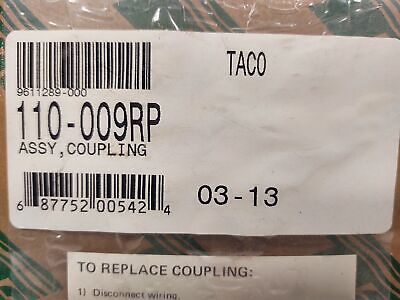 TACO
9611289-000
110-009RP
ASSY,COUPLING
6 87752 00542 4
03-13
TO REPLACE COUPLING:
1) Disconnect wiring.